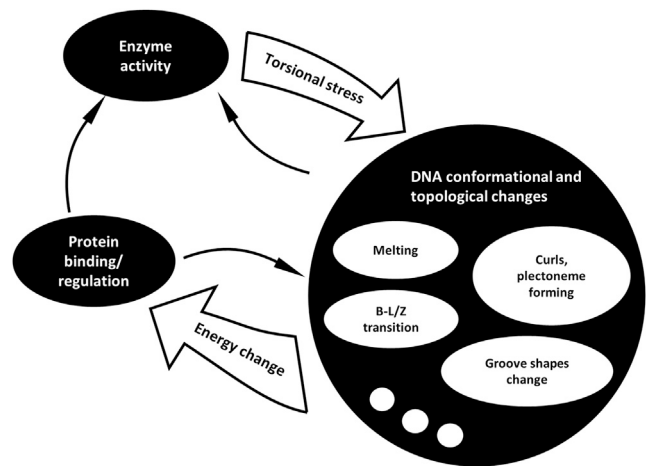 Enzyme
activity
Torsional stress
DNA conformational and
topological changes
Protein
binding/
regulation
Melting
Curls,
plectoneme
forming
B-L/Z
transition
Energy change
Groove shapes
change